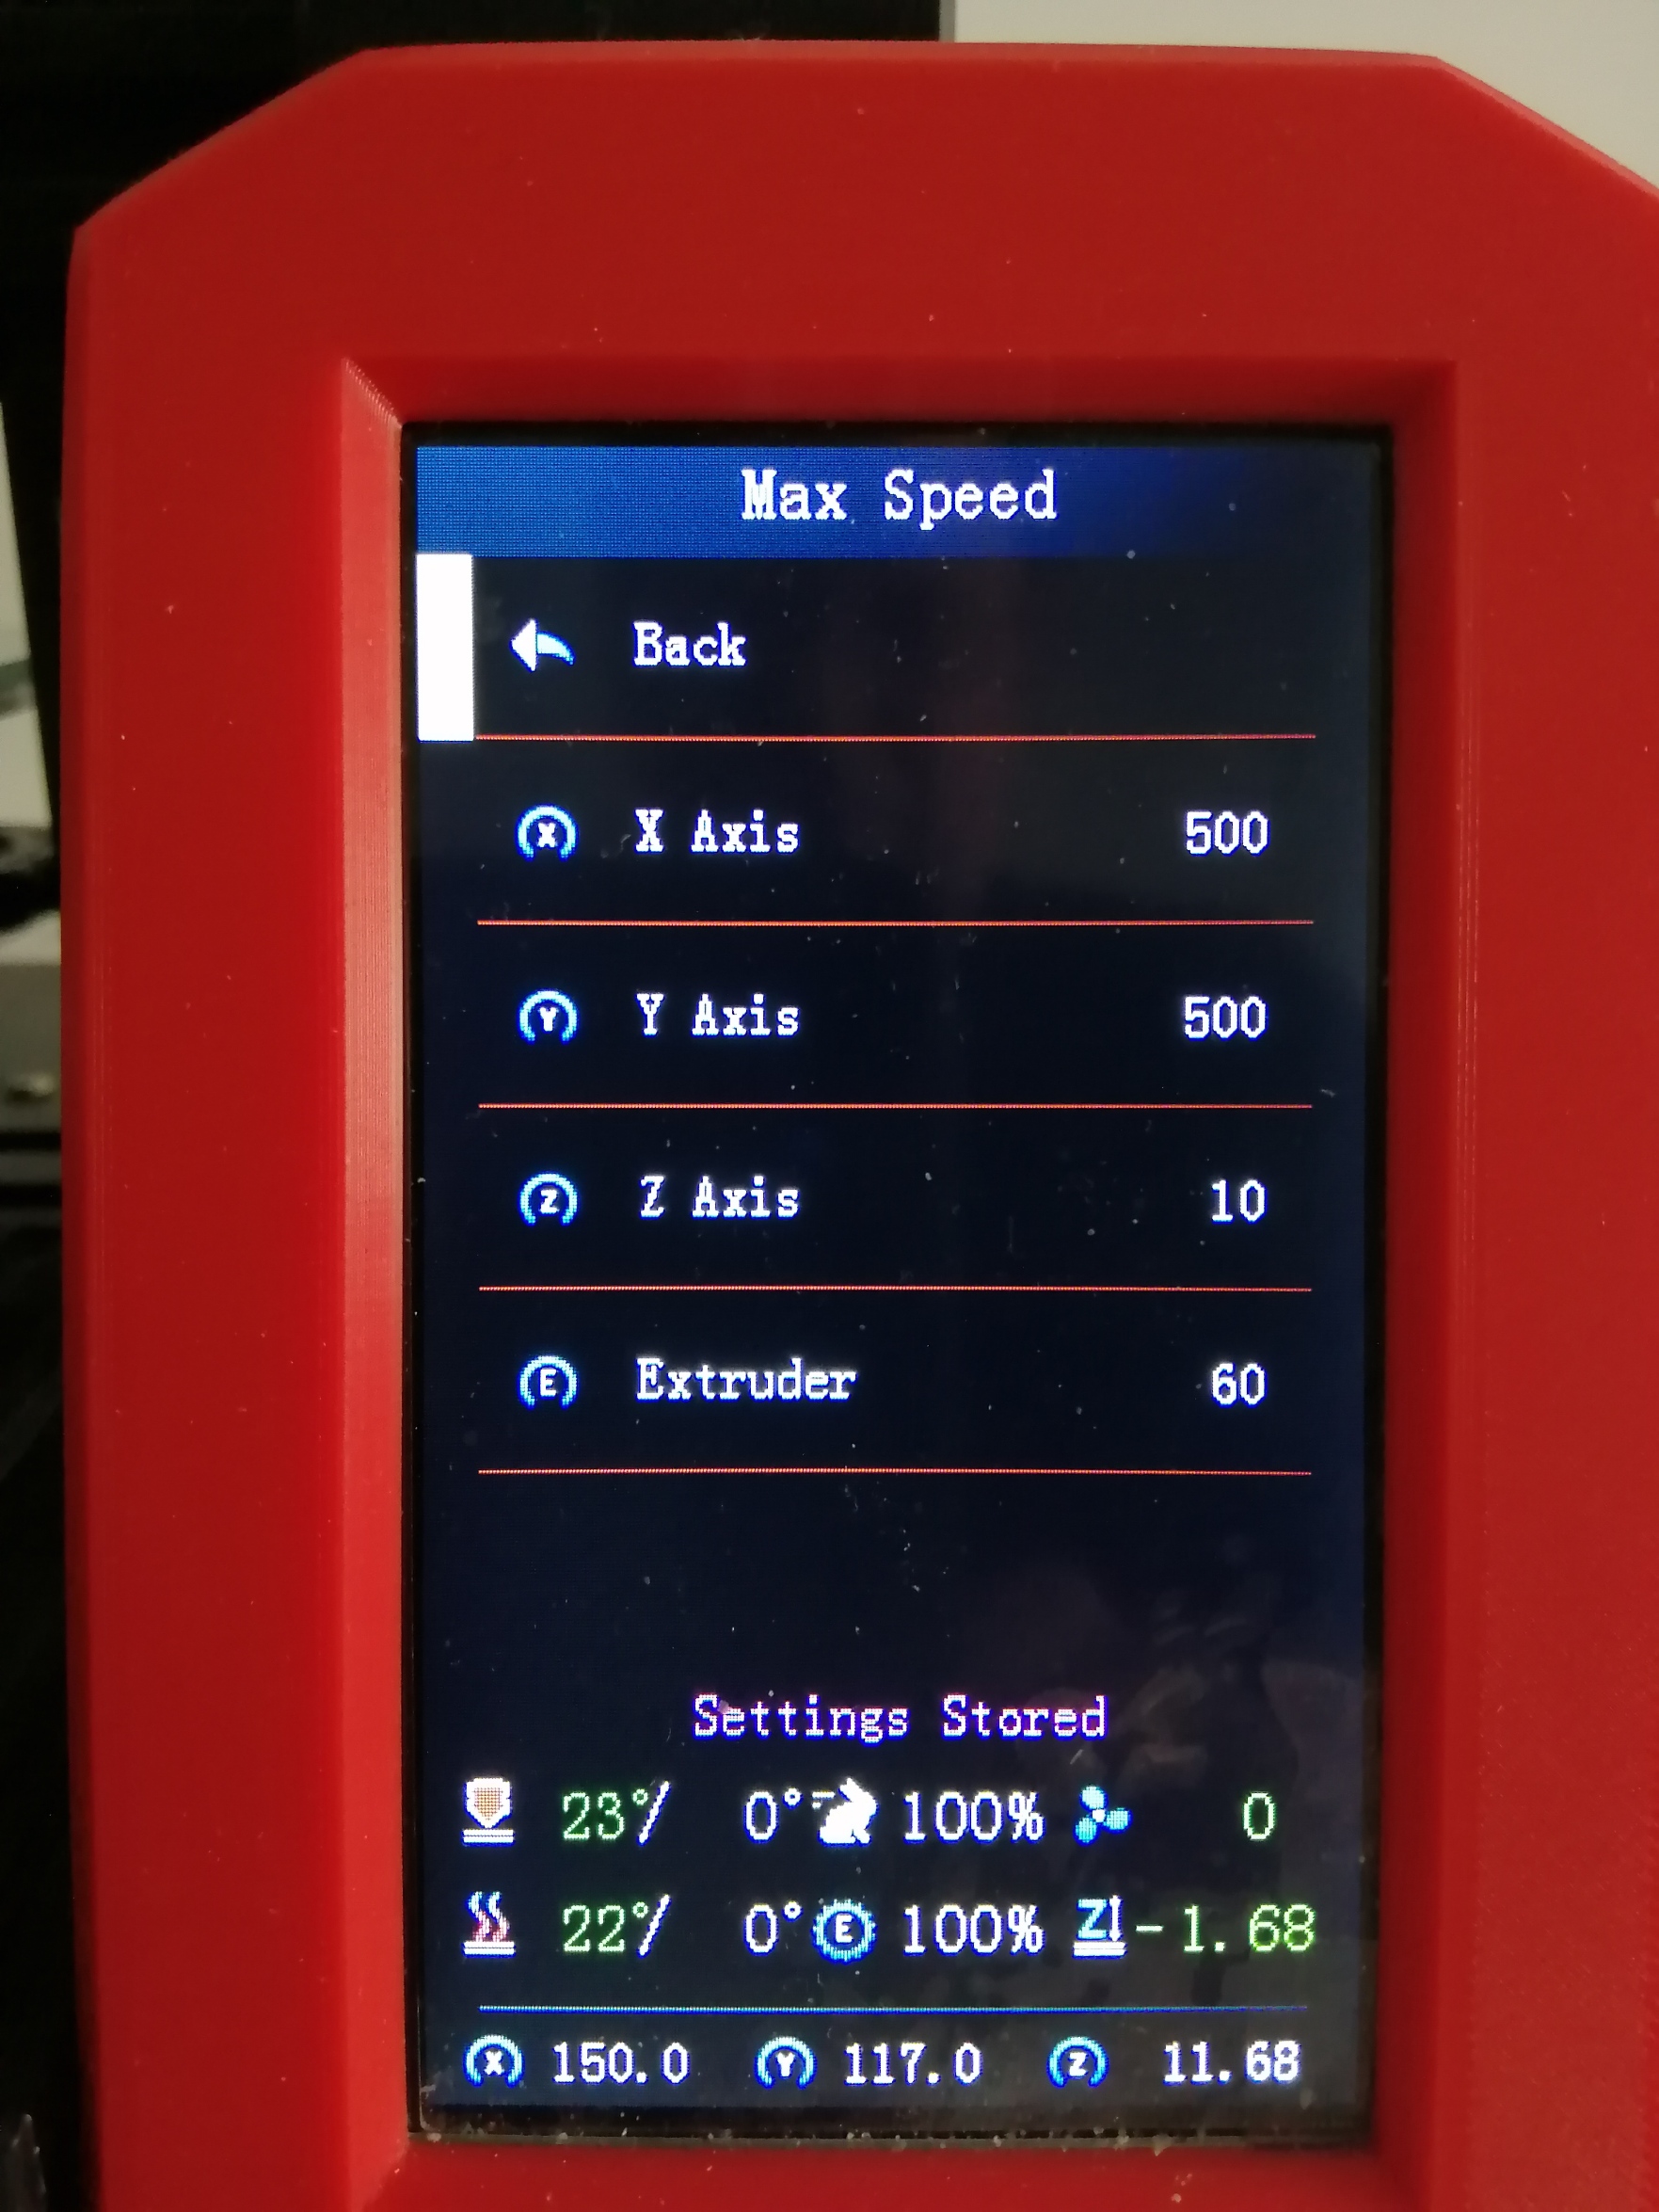 Max Speed
Back
X X Axis 500
Y Y Axis 500
Z Z Axis 10
E Extruder 60
Settings Stored
23°/ 0° 100% 0
22°/ 0° E 100% Z -1.68
X 150.0 Y 117.0 Z 11.68